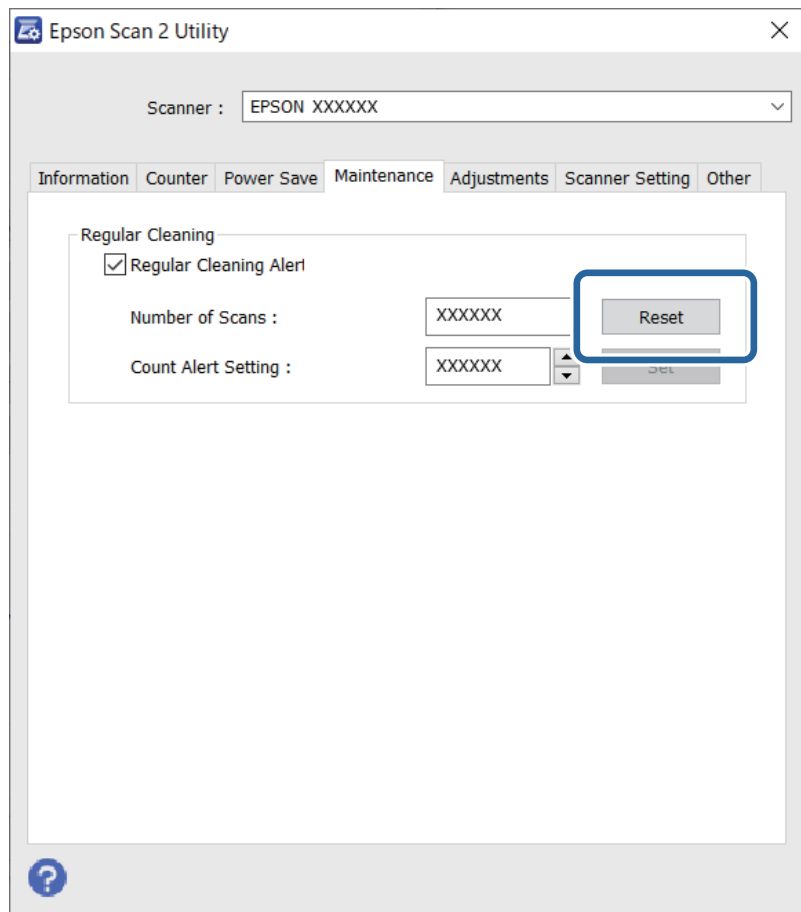 Epson Scan 2 Utility
Scanner : EPSON XXXXXX
Information Counter Power Save Maintenance Adjustments Scanner Setting Other
Regular Cleaning
Regular Cleaning Alert
Number of Scans : XXXXXX Reset
Count Alert Setting : XXXXXX Set
?